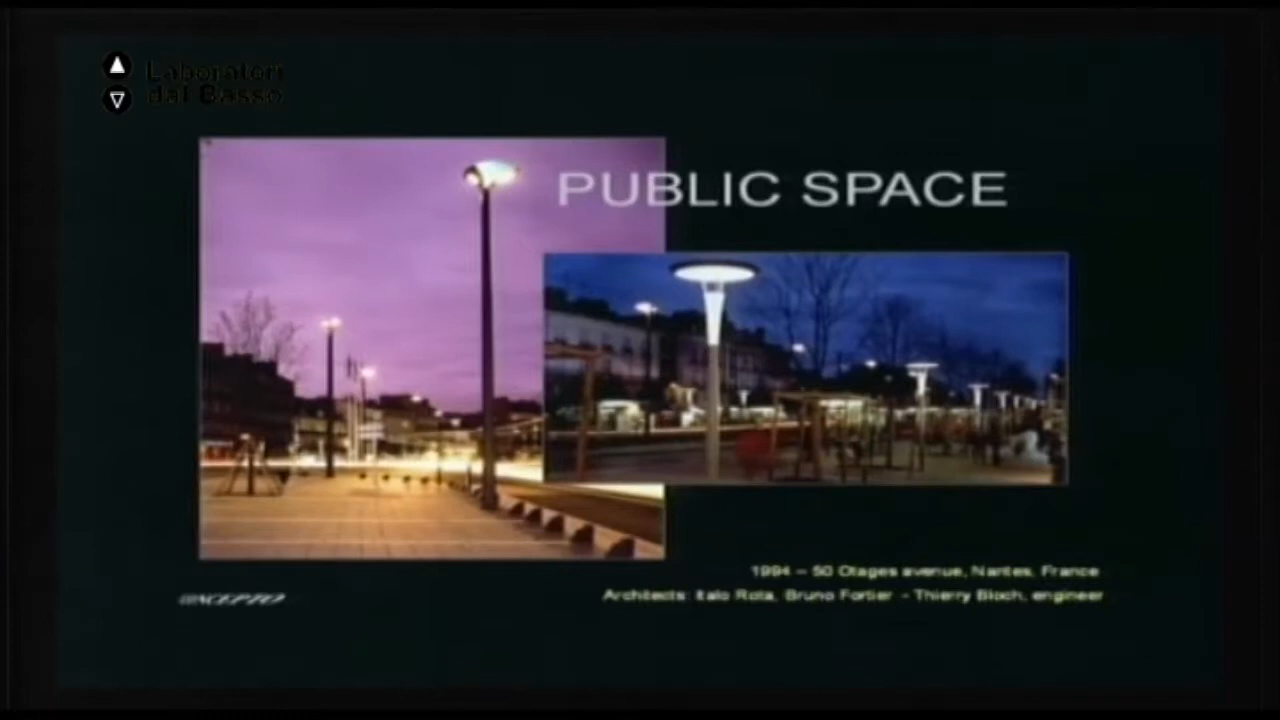 Laboratori
dal Basso
PUBLIC SPACE
1994 – 50 Otages avenue, Nantes, France
Architects: Italo Rota, Bruno Fortier - Thierry Bloch, engineer
CONCEPTO